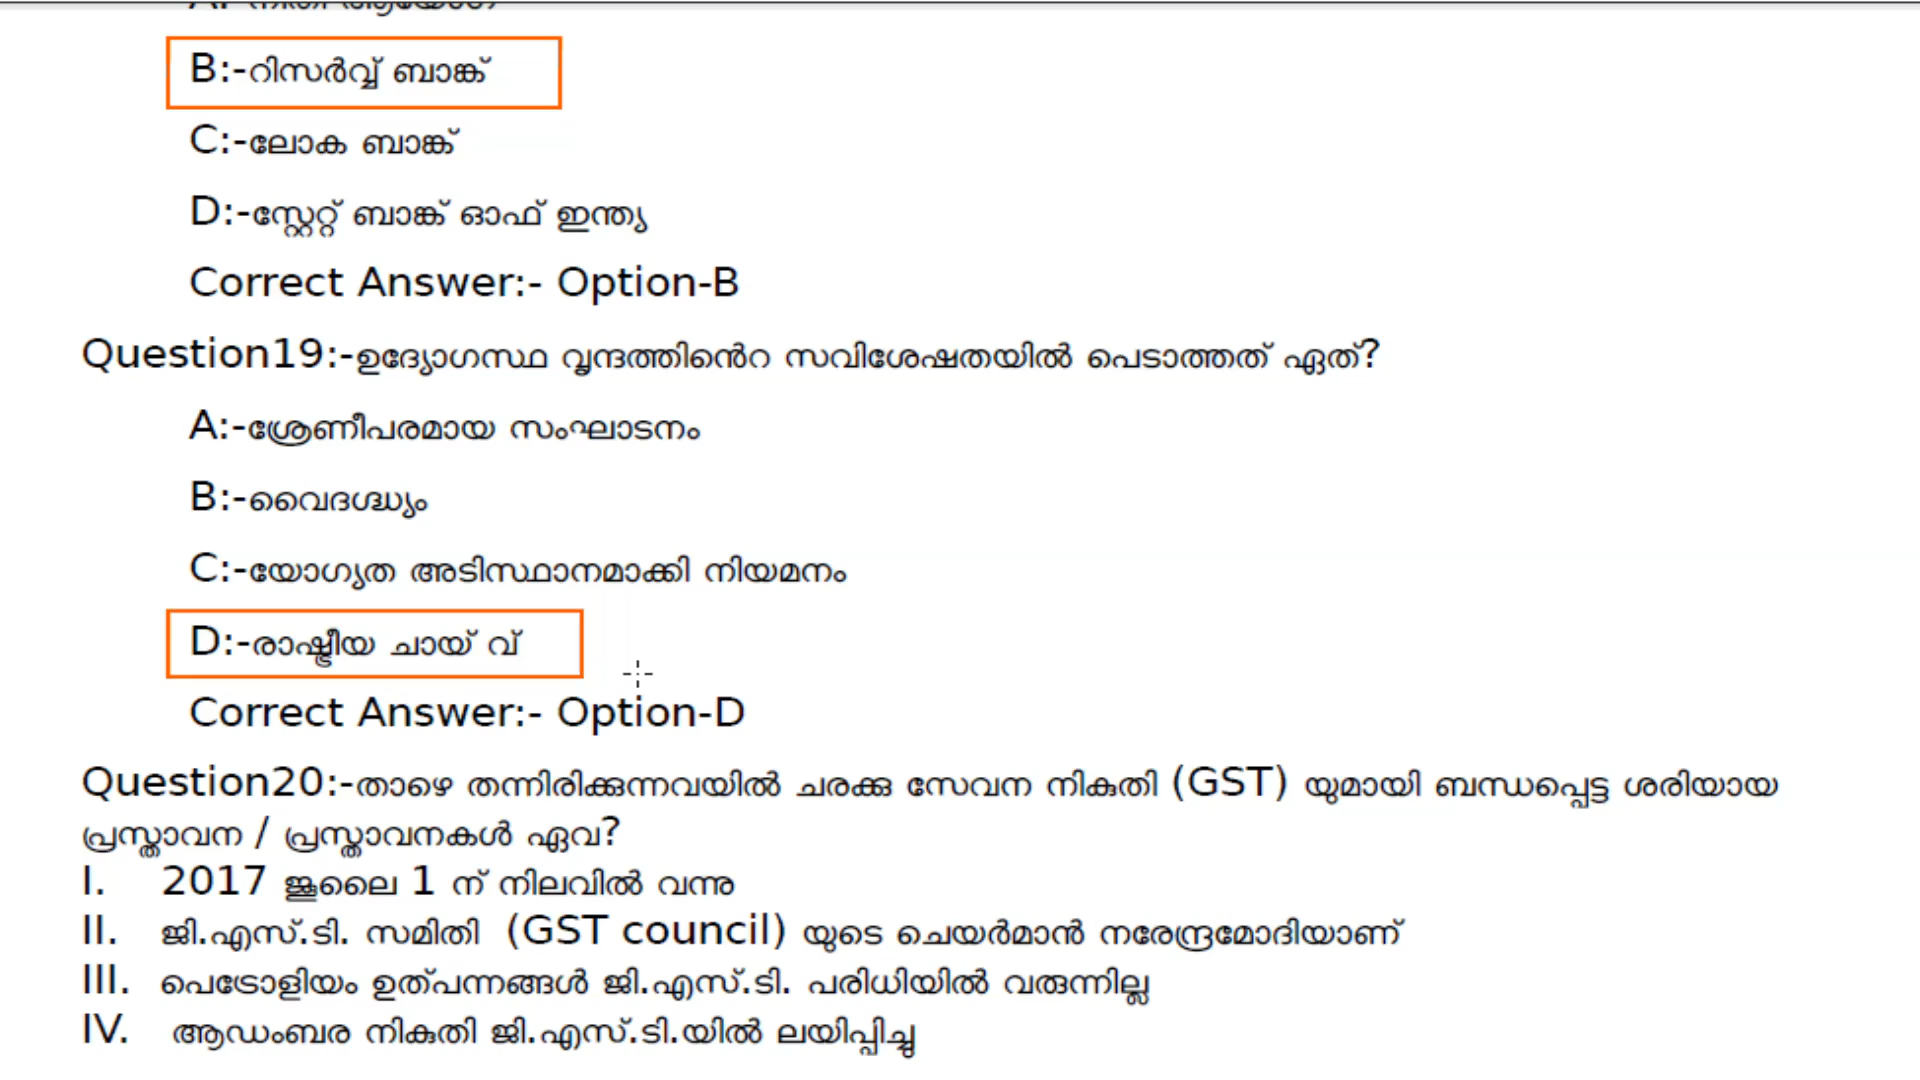 A:- നീതി ആയോഗ്
B:-റിസർവ്വ് ബാങ്ക്
C:-ലോക ബാങ്ക്
D:-സ്റ്റേറ്റ് ബാങ്ക് ഓഫ് ഇന്ത്യ
Correct Answer:- Option-B
Question19:-ഉദ്യോഗസ്ഥ വൃന്ദത്തിൻെറ സവിശേഷതയിൽ പെടാത്തത് ഏത്?
A:-ശ്രേണീപരമായ സംഘാടനം
B:-വൈദഗ്ദ്ധ്യം
C:-യോഗ്യത അടിസ്ഥാനമാക്കി നിയമനം
D:-രാഷ്ട്രീയ ചായ് വ്
Correct Answer:- Option-D
Question20:-താഴെ തന്നിരിക്കുന്നവയിൽ ചരക്കു സേവന നികുതി (GST) യുമായി ബന്ധപ്പെട്ട ശരിയായ
പ്രസ്താവന / പ്രസ്താവനകൾ ഏവ?
I. 2017 ജൂലൈ 1 ന് നിലവിൽ വന്നു
II. ജി.എസ്.ടി. സമിതി (GST council) യുടെ ചെയർമാൻ നരേന്ദ്രമോദിയാണ്
III. പെട്രോളിയം ഉത്പന്നങ്ങൾ ജി.എസ്.ടി. പരിധിയിൽ വരുന്നില്ല
IV. ആഡംബര നികുതി ജി.എസ്.ടി.യിൽ ലയിപ്പിച്ചു